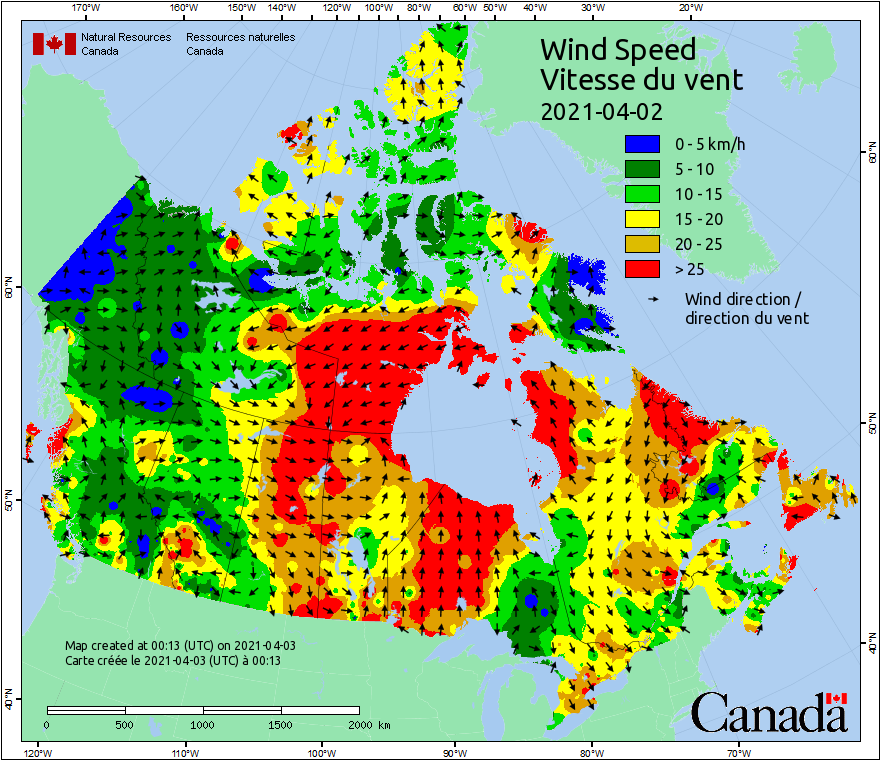 170°W 160°W 150°W 140°W 120°W 100°W 80°W 60°W 50°W 40°W 30°W 20°W
Natural Resources Ressources naturelles
Canada Canada
Wind Speed
Vitesse du vent
2021-04-02
0 - 5 km/h
5 - 10
10 - 15
15 - 20
20 - 25
> 25
Wind direction /
direction du vent
60°N
60°N
50°N
50°N
40°N
40°N
Map created at 00:13 (UTC) on 2021-04-03
Carte créée le 2021-04-03 (UTC) à 00:13
0 500 1000 1500 2000 km
Canada
120°W 110°W 100°W 90°W 80°W 70°W